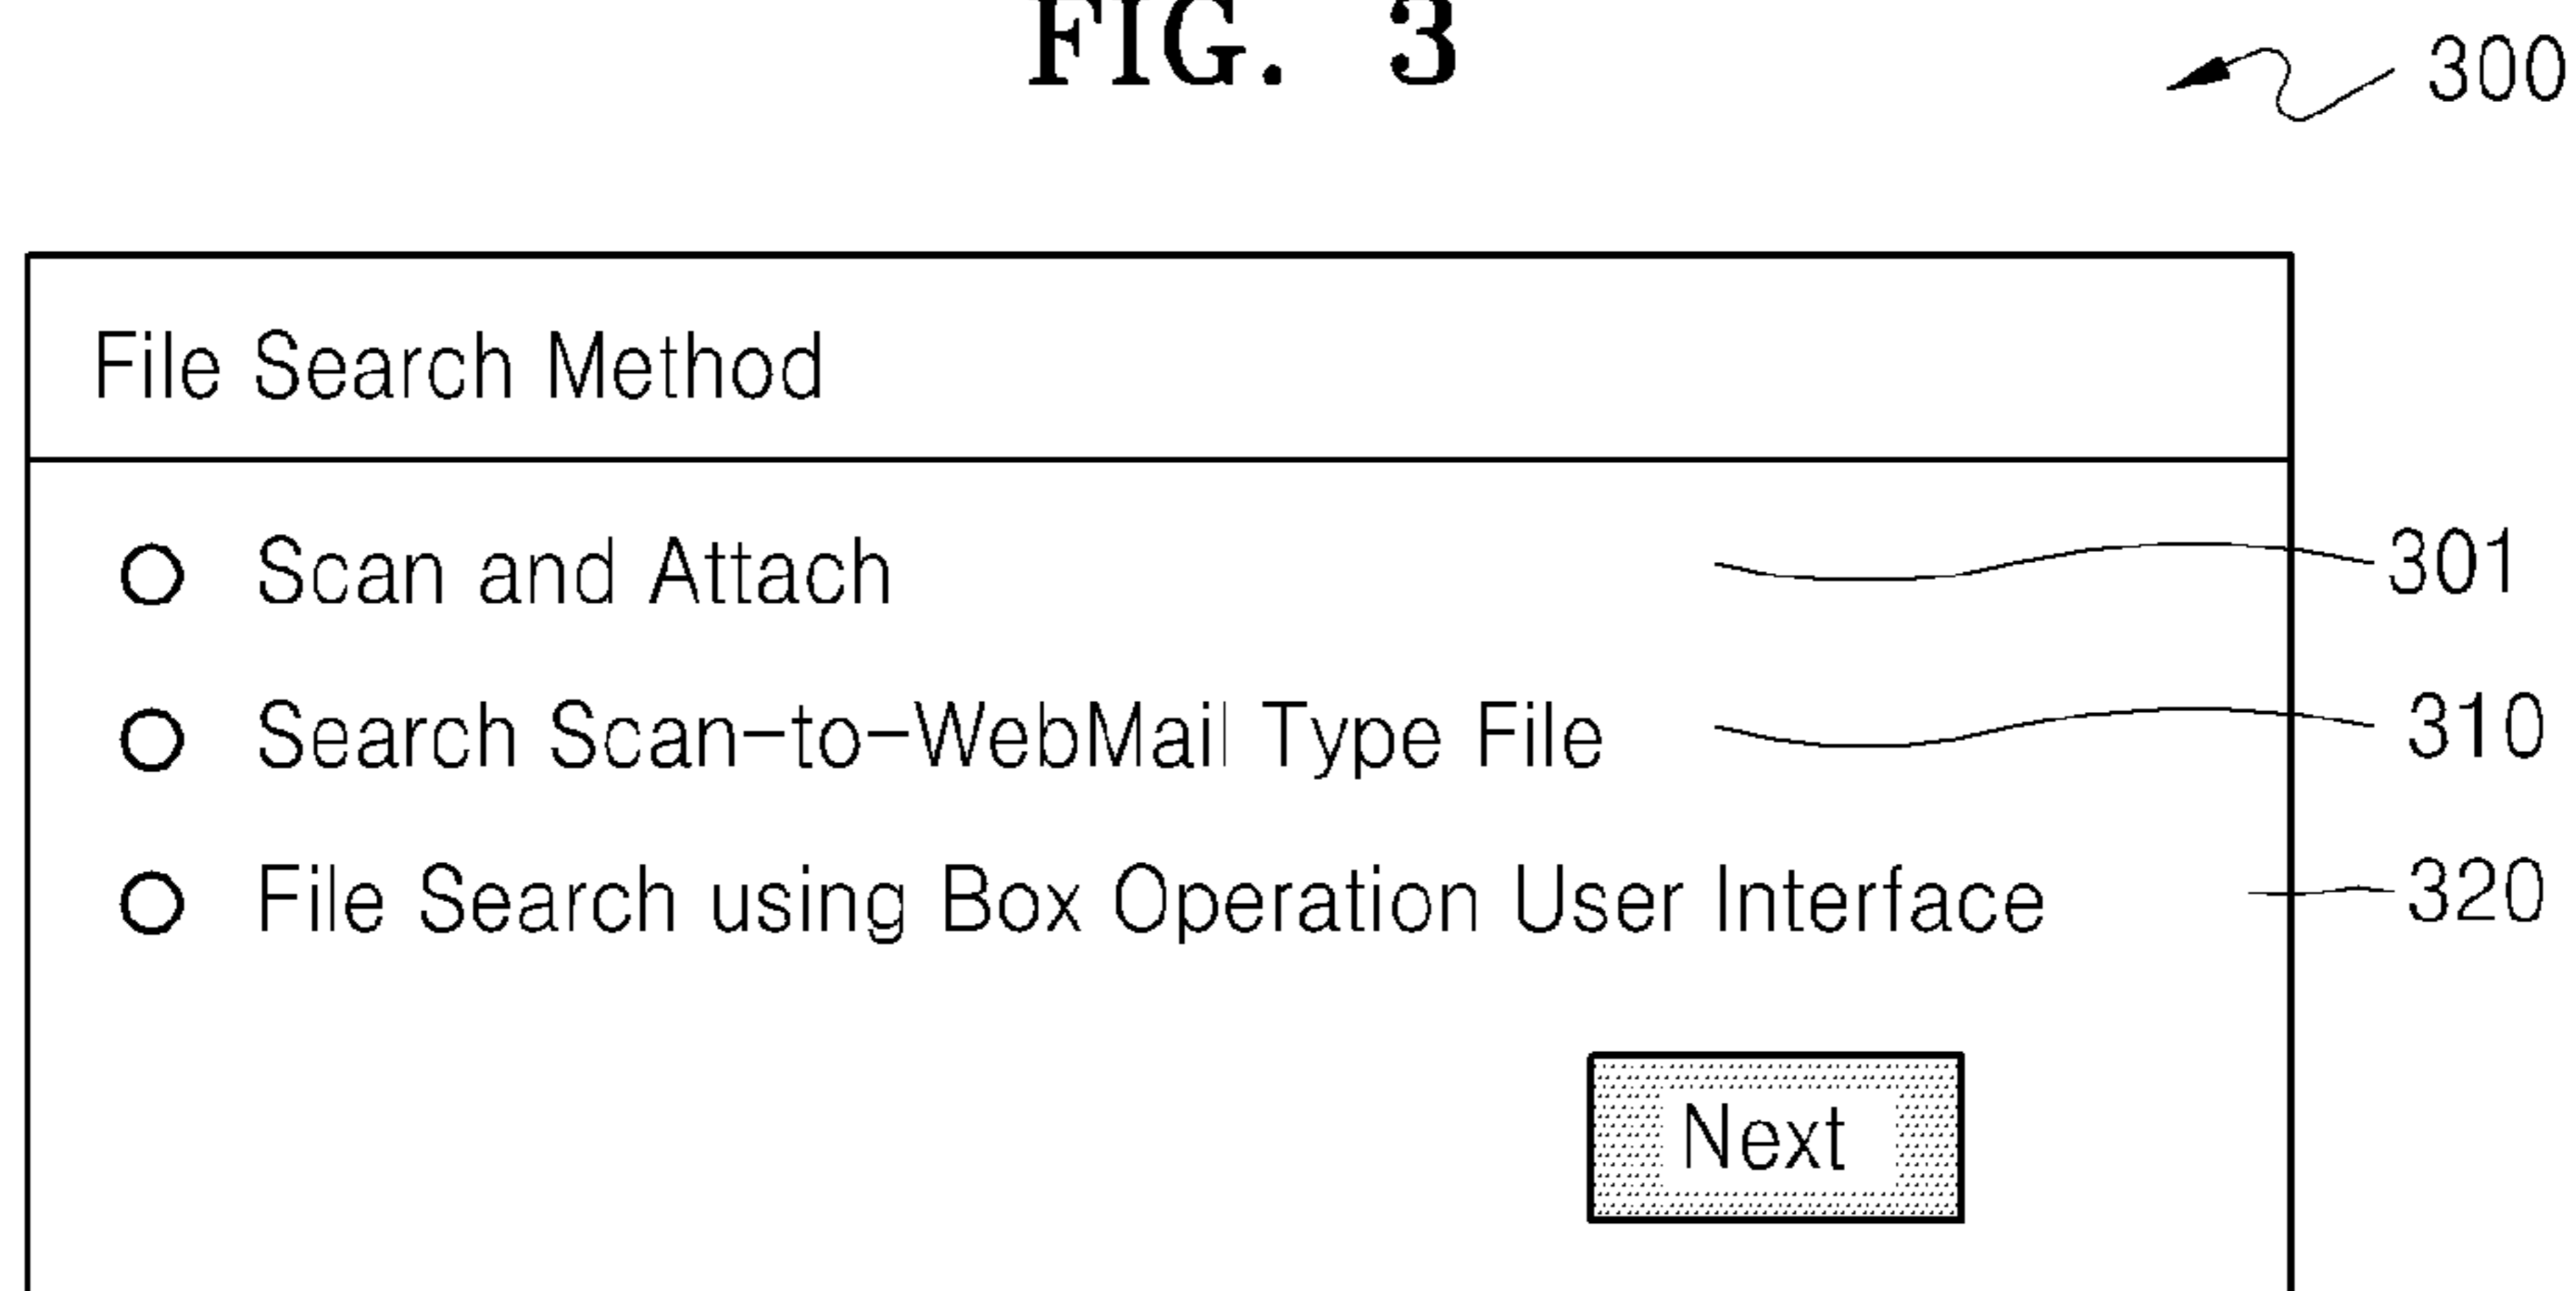 FIG. 3
300
File Search Method
Scan and Attach 301
Search Scan-to-WebMail Type File 310
File Search using Box Operation User Interface 320
Next